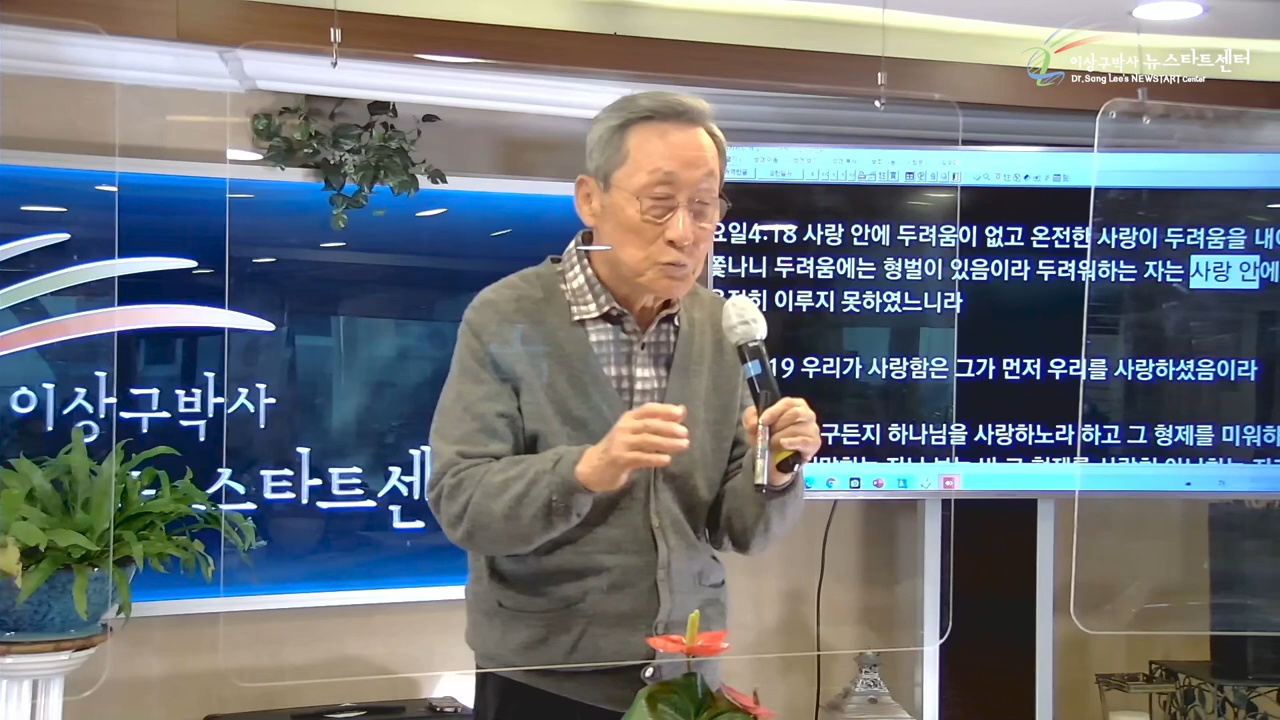 이상구박사 뉴스타트센터
Dr.Sang Lee's NEWSTART Center
요일4:18 사랑 안에 두려움이 없고 온전한 사랑이 두려움을 내
쫓나니 두려움에는 형벌이 있음이라 두려워하는 자는 사랑 안에
이루지 못하였느니라
19 우리가 사랑함은 그가 먼저 우리를 사랑하셨음이라
구든지 하나님을 사랑하노라 하고 그 형제를 미워하
이상구박사
스타트센